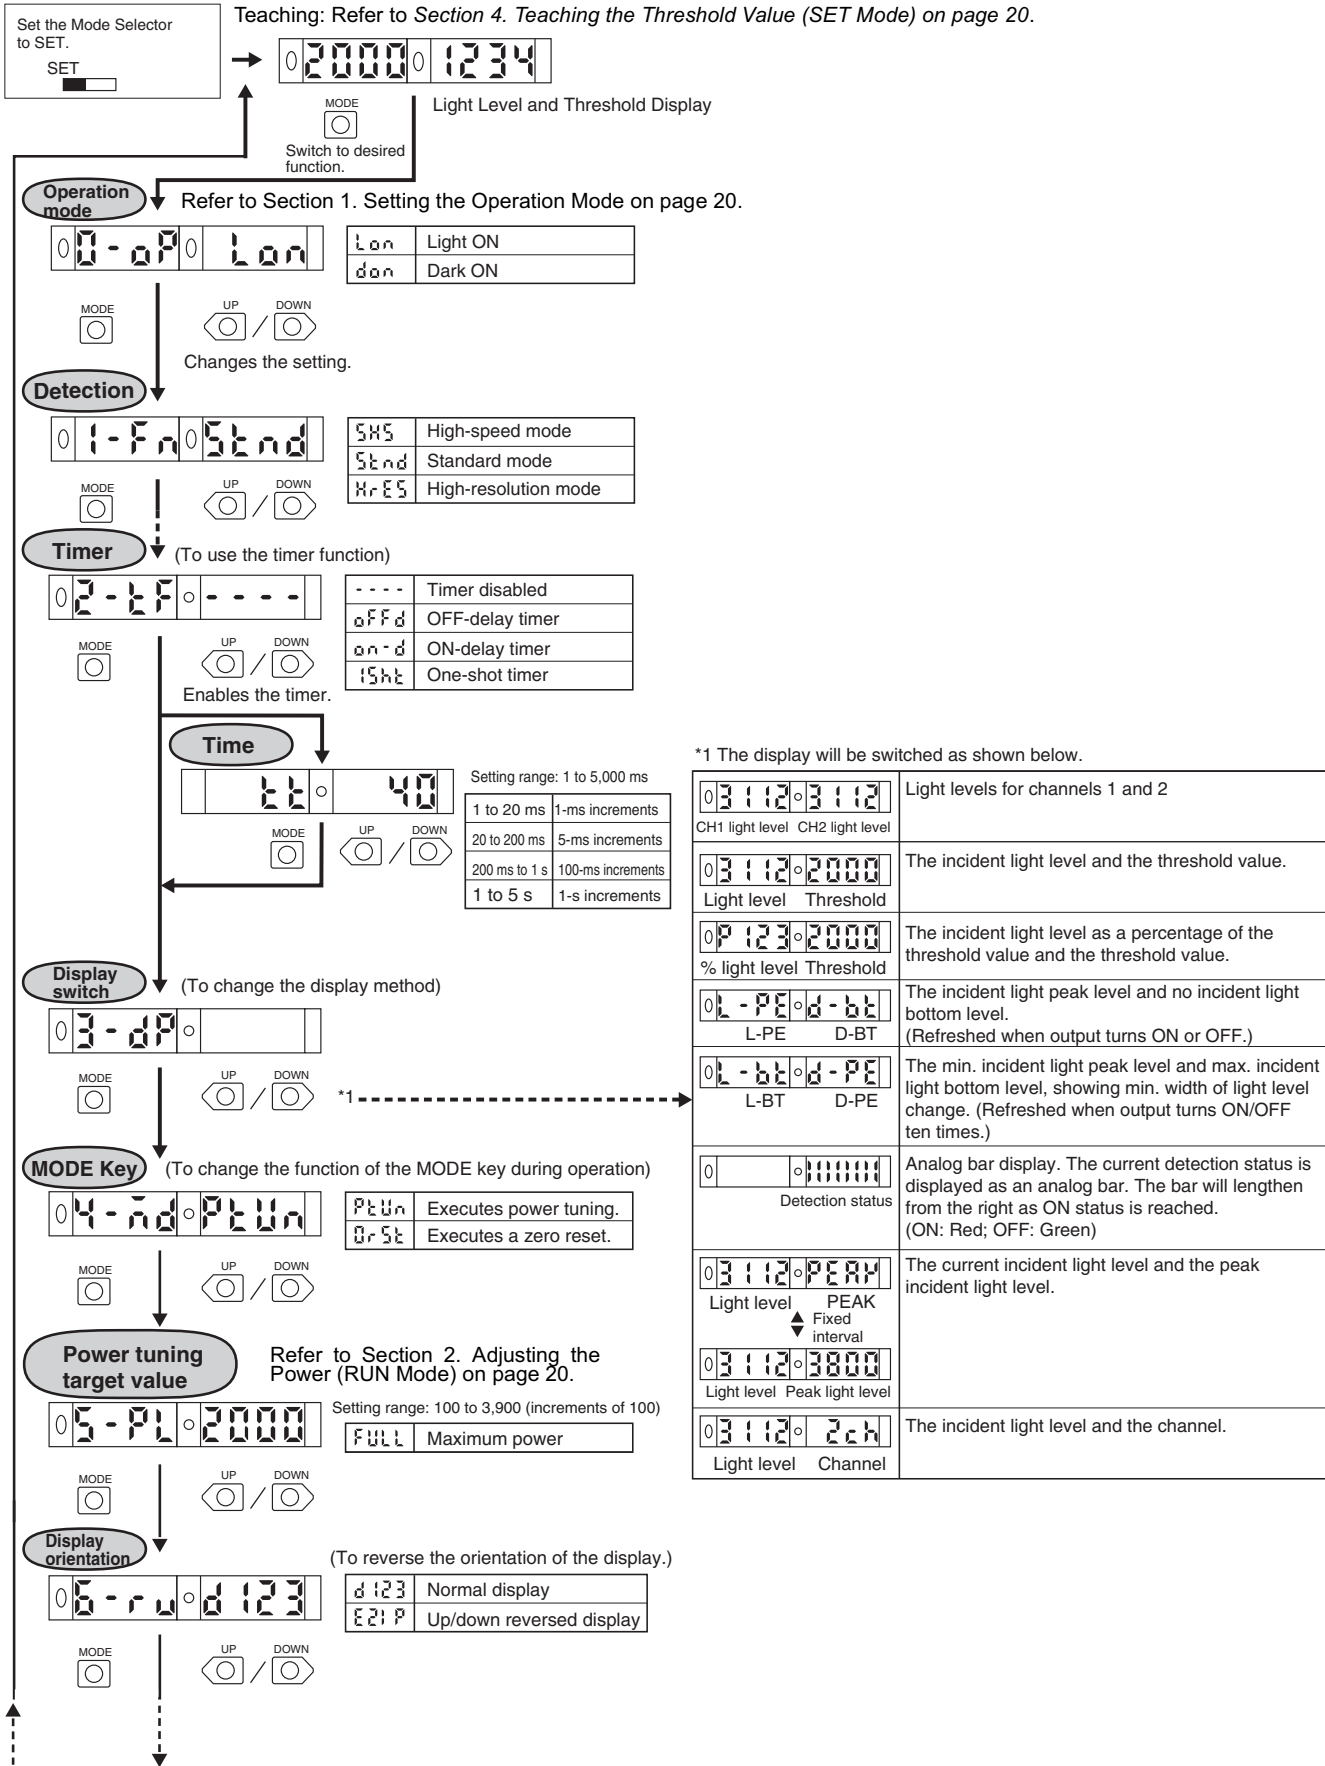 Set the Mode Selector
to SET.
SET
Teaching: Refer to Section 4. Teaching the Threshold Value (SET Mode) on page 20.
2000 1234
MODE
Light Level and Threshold Display
Switch to desired
function.
Operation
mode
Refer to Section 1. Setting the Operation Mode on page 20.
0-oP Lon
Lon Light ON
don Dark ON
MODE
UP / DOWN
Changes the setting.
Detection
1-Fn Stnd
SHS High-speed mode
Stnd Standard mode
HrES High-resolution mode
MODE
UP / DOWN
Timer
(To use the timer function)
2-tF ----
---- Timer disabled
oFFd OFF-delay timer
on-d ON-delay timer
1Sht One-shot timer
MODE
UP / DOWN
Enables the timer.
Time
tt 40
Setting range: 1 to 5,000 ms
1 to 20 ms 1-ms increments
20 to 200 ms 5-ms increments
200 ms to 1 s 100-ms increments
1 to 5 s 1-s increments
MODE
UP / DOWN
Display
switch
(To change the display method)
3-dP
MODE
UP / DOWN
*1
MODE Key
(To change the function of the MODE key during operation)
4-md PtUn
PtUn Executes power tuning.
0rSt Executes a zero reset.
MODE
UP / DOWN
Power tuning
target value
Refer to Section 2. Adjusting the
Power (RUN Mode) on page 20.
5-PL 2000
Setting range: 100 to 3,900 (increments of 100)
FULL Maximum power
MODE
UP / DOWN
Display
orientation
(To reverse the orientation of the display.)
6-ru d123
d123 Normal display
EZ1P Up/down reversed display
MODE
UP / DOWN
*1 The display will be switched as shown below.
3112 3112
CH1 light level CH2 light level
Light levels for channels 1 and 2
3112 2000
Light level Threshold
The incident light level and the threshold value.
P 123 2000
% light level Threshold
The incident light level as a percentage of the
threshold value and the threshold value.
L-PE d-bt
L-PE D-BT
The incident light peak level and no incident light
bottom level.
(Refreshed when output turns ON or OFF.)
L-bt d-PE
L-BT D-PE
The min. incident light peak level and max. incident
light bottom level, showing min. width of light level
change. (Refreshed when output turns ON/OFF
ten times.)
Detection status
Analog bar display. The current detection status is
displayed as an analog bar. The bar will lengthen
from the right as ON status is reached.
(ON: Red; OFF: Green)
3112 PEAK
Light level PEAK
Fixed
interval
3112 3800
Light level Peak light level
The current incident light level and the peak
incident light level.
3112 2ch
Light level Channel
The incident light level and the channel.